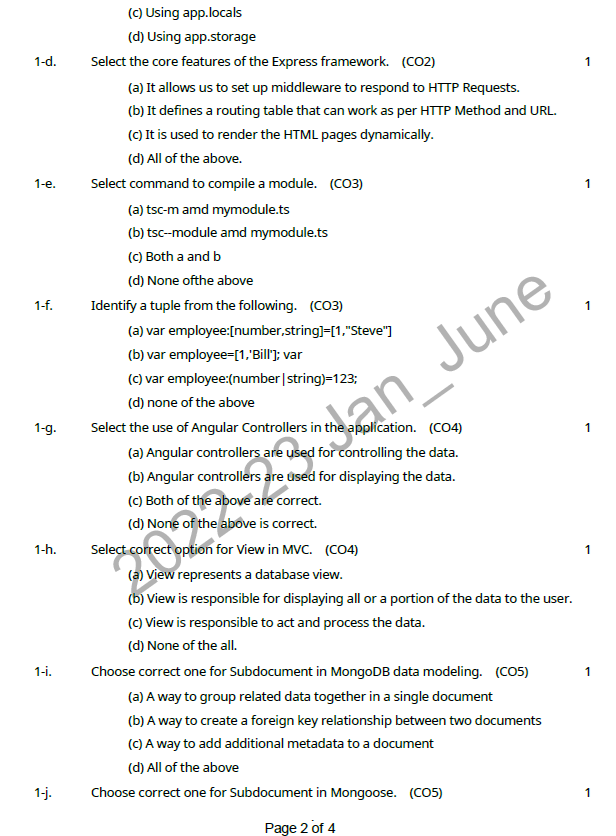 (c) Using app.locals
(d) Using app.storage
1-d. Select the core features of the Express framework. (CO2) 1
(a) It allows us to set up middleware to respond to HTTP Requests.
(b) It defines a routing table that can work as per HTTP Method and URL.
(c) It is used to render the HTML pages dynamically.
(d) All of the above.
1-e. Select command to compile a module. (CO3) 1
(a) tsc-m amd mymodule.ts
(b) tsc--module amd mymodule.ts
(c) Both a and b
(d) None ofthe above
1-f. Identify a tuple from the following. (CO3) 1
(a) var employee:[number,string]=[1,"Steve"]
(b) var employee=[1,'Bill']; var
(c) var employee:(number|string)=123;
(d) none of the above
1-g. Select the use of Angular Controllers in the application. (CO4) 1
(a) Angular controllers are used for controlling the data.
(b) Angular controllers are used for displaying the data.
(c) Both of the above are correct.
(d) None of the above is correct.
1-h. Select correct option for View in MVC. (CO4) 1
(a) View represents a database view.
(b) View is responsible for displaying all or a portion of the data to the user.
(c) View is responsible to act and process the data.
(d) None of the all.
1-i. Choose correct one for Subdocument in MongoDB data modeling. (CO5) 1
(a) A way to group related data together in a single document
(b) A way to create a foreign key relationship between two documents
(c) A way to add additional metadata to a document
(d) All of the above
1-j. Choose correct one for Subdocument in Mongoose. (CO5) 1
Page 2 of 4
2022-23 Jan_June